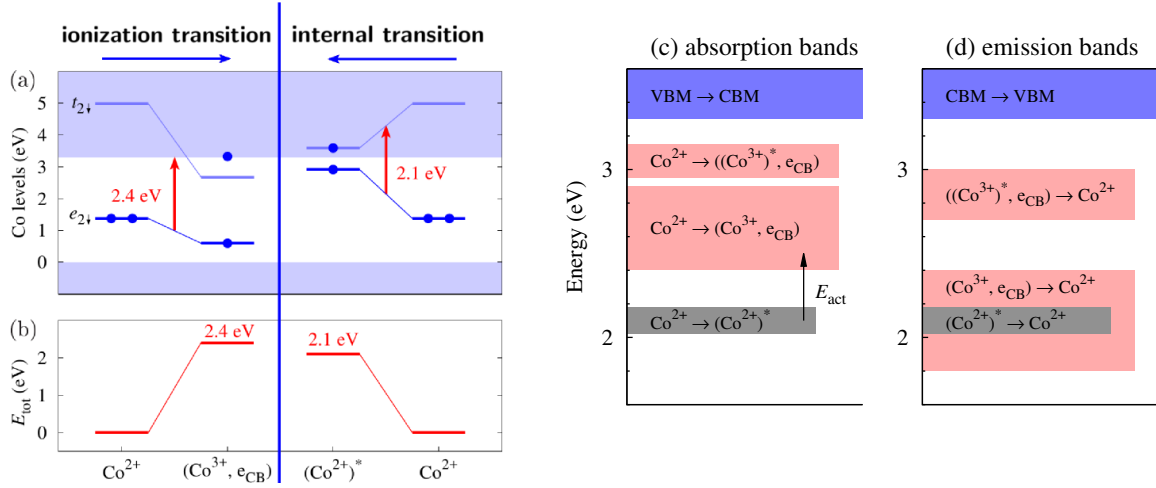 ionization transition
internal transition
(a)
Co levels (eV)
5
4
3
2
1
0
t2↓
e2↓
2.4 eV
2.1 eV
(b)
Etot (eV)
2
0
2.4 eV
2.1 eV
Co2+
(Co3+, eCB)
(Co2+)*
Co2+
(c) absorption bands
Energy (eV)
3
2
VBM → CBM
Co2+ → ((Co3+)*, eCB)
Co2+ → (Co3+, eCB)
Eact
Co2+ → (Co2+)*
(d) emission bands
3
2
CBM → VBM
((Co3+)*, eCB) → Co2+
(Co3+, eCB) → Co2+
(Co2+)* → Co2+